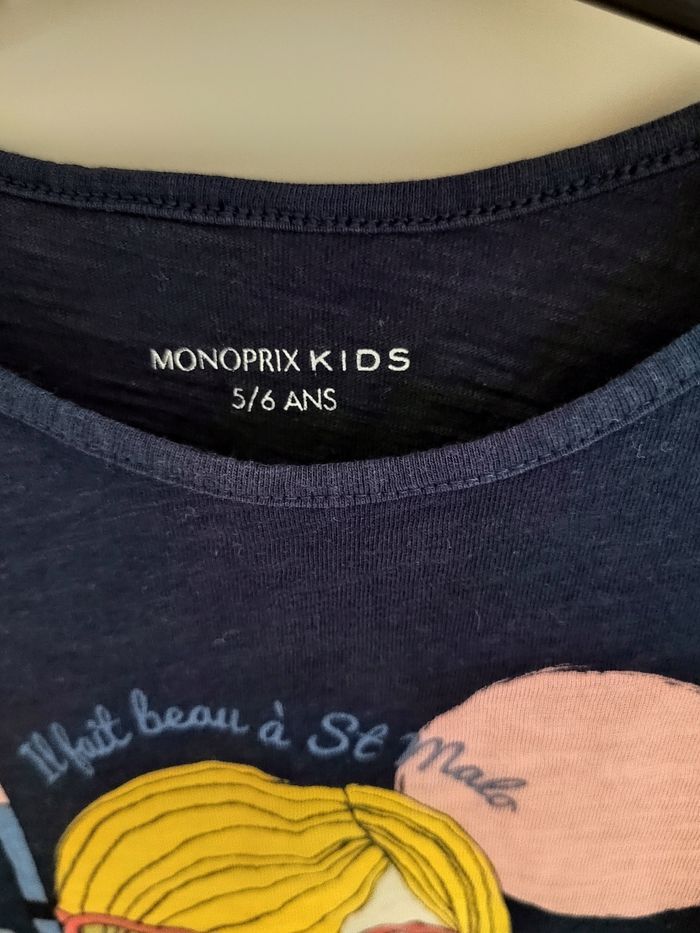 MONOPRIX KIDS
5/6 ANS
Il fait beau à St Malo